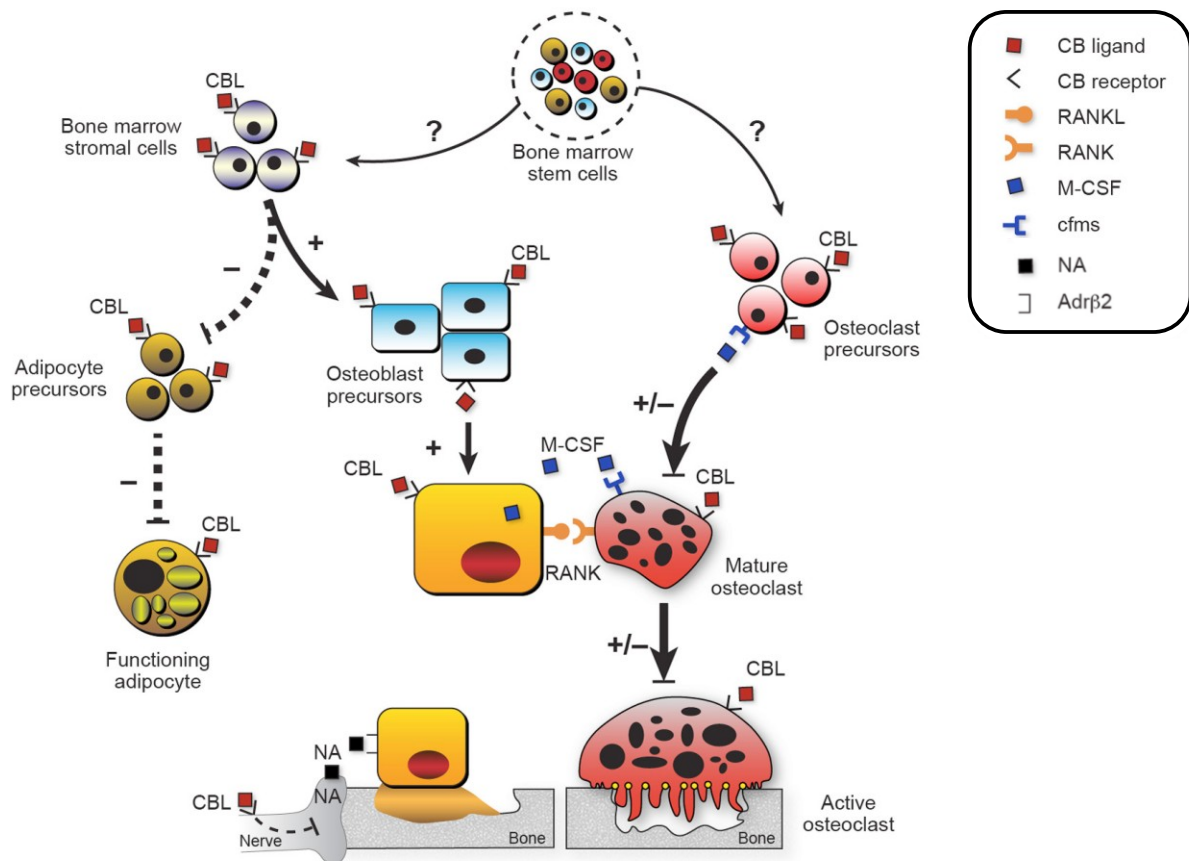 CBL
Bone marrow
stromal cells
?
Bone marrow
stem cells
?
CBL
Osteoclast
precursors
+
–
CBL
CBL
Adipocyte
precursors
Osteoblast
precursors
+/–
–
+
M-CSF
CBL
CBL
CBL
RANK
Mature
osteoclast
Functioning
adipocyte
+/–
CBL
NA
NA
CBL
Nerve
Bone
Bone
Active
osteoclast
CB ligand
CB receptor
RANKL
RANK
M-CSF
cfms
NA
Adrβ2